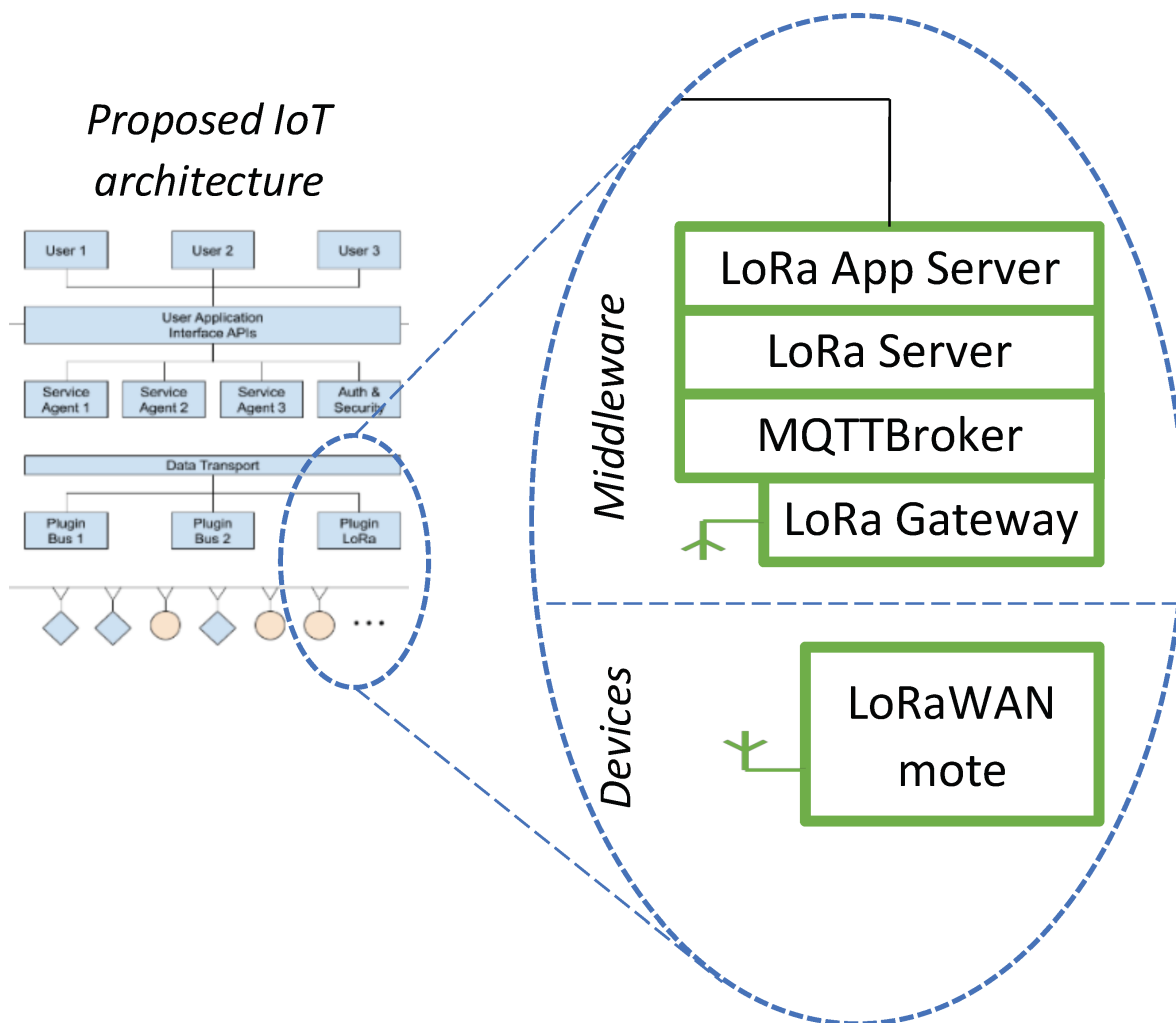 Proposed IoT
architecture
User 1
User 2
User 3
User Application
Interface APIs
Service
Agent 1
Service
Agent 2
Service
Agent 3
Auth &
Security
Data Transport
Plugin
Bus 1
Plugin
Bus 2
Plugin
LoRa
...
Middleware
LoRa App Server
LoRa Server
MQTTBroker
LoRa Gateway
Devices
LoRaWAN
mote